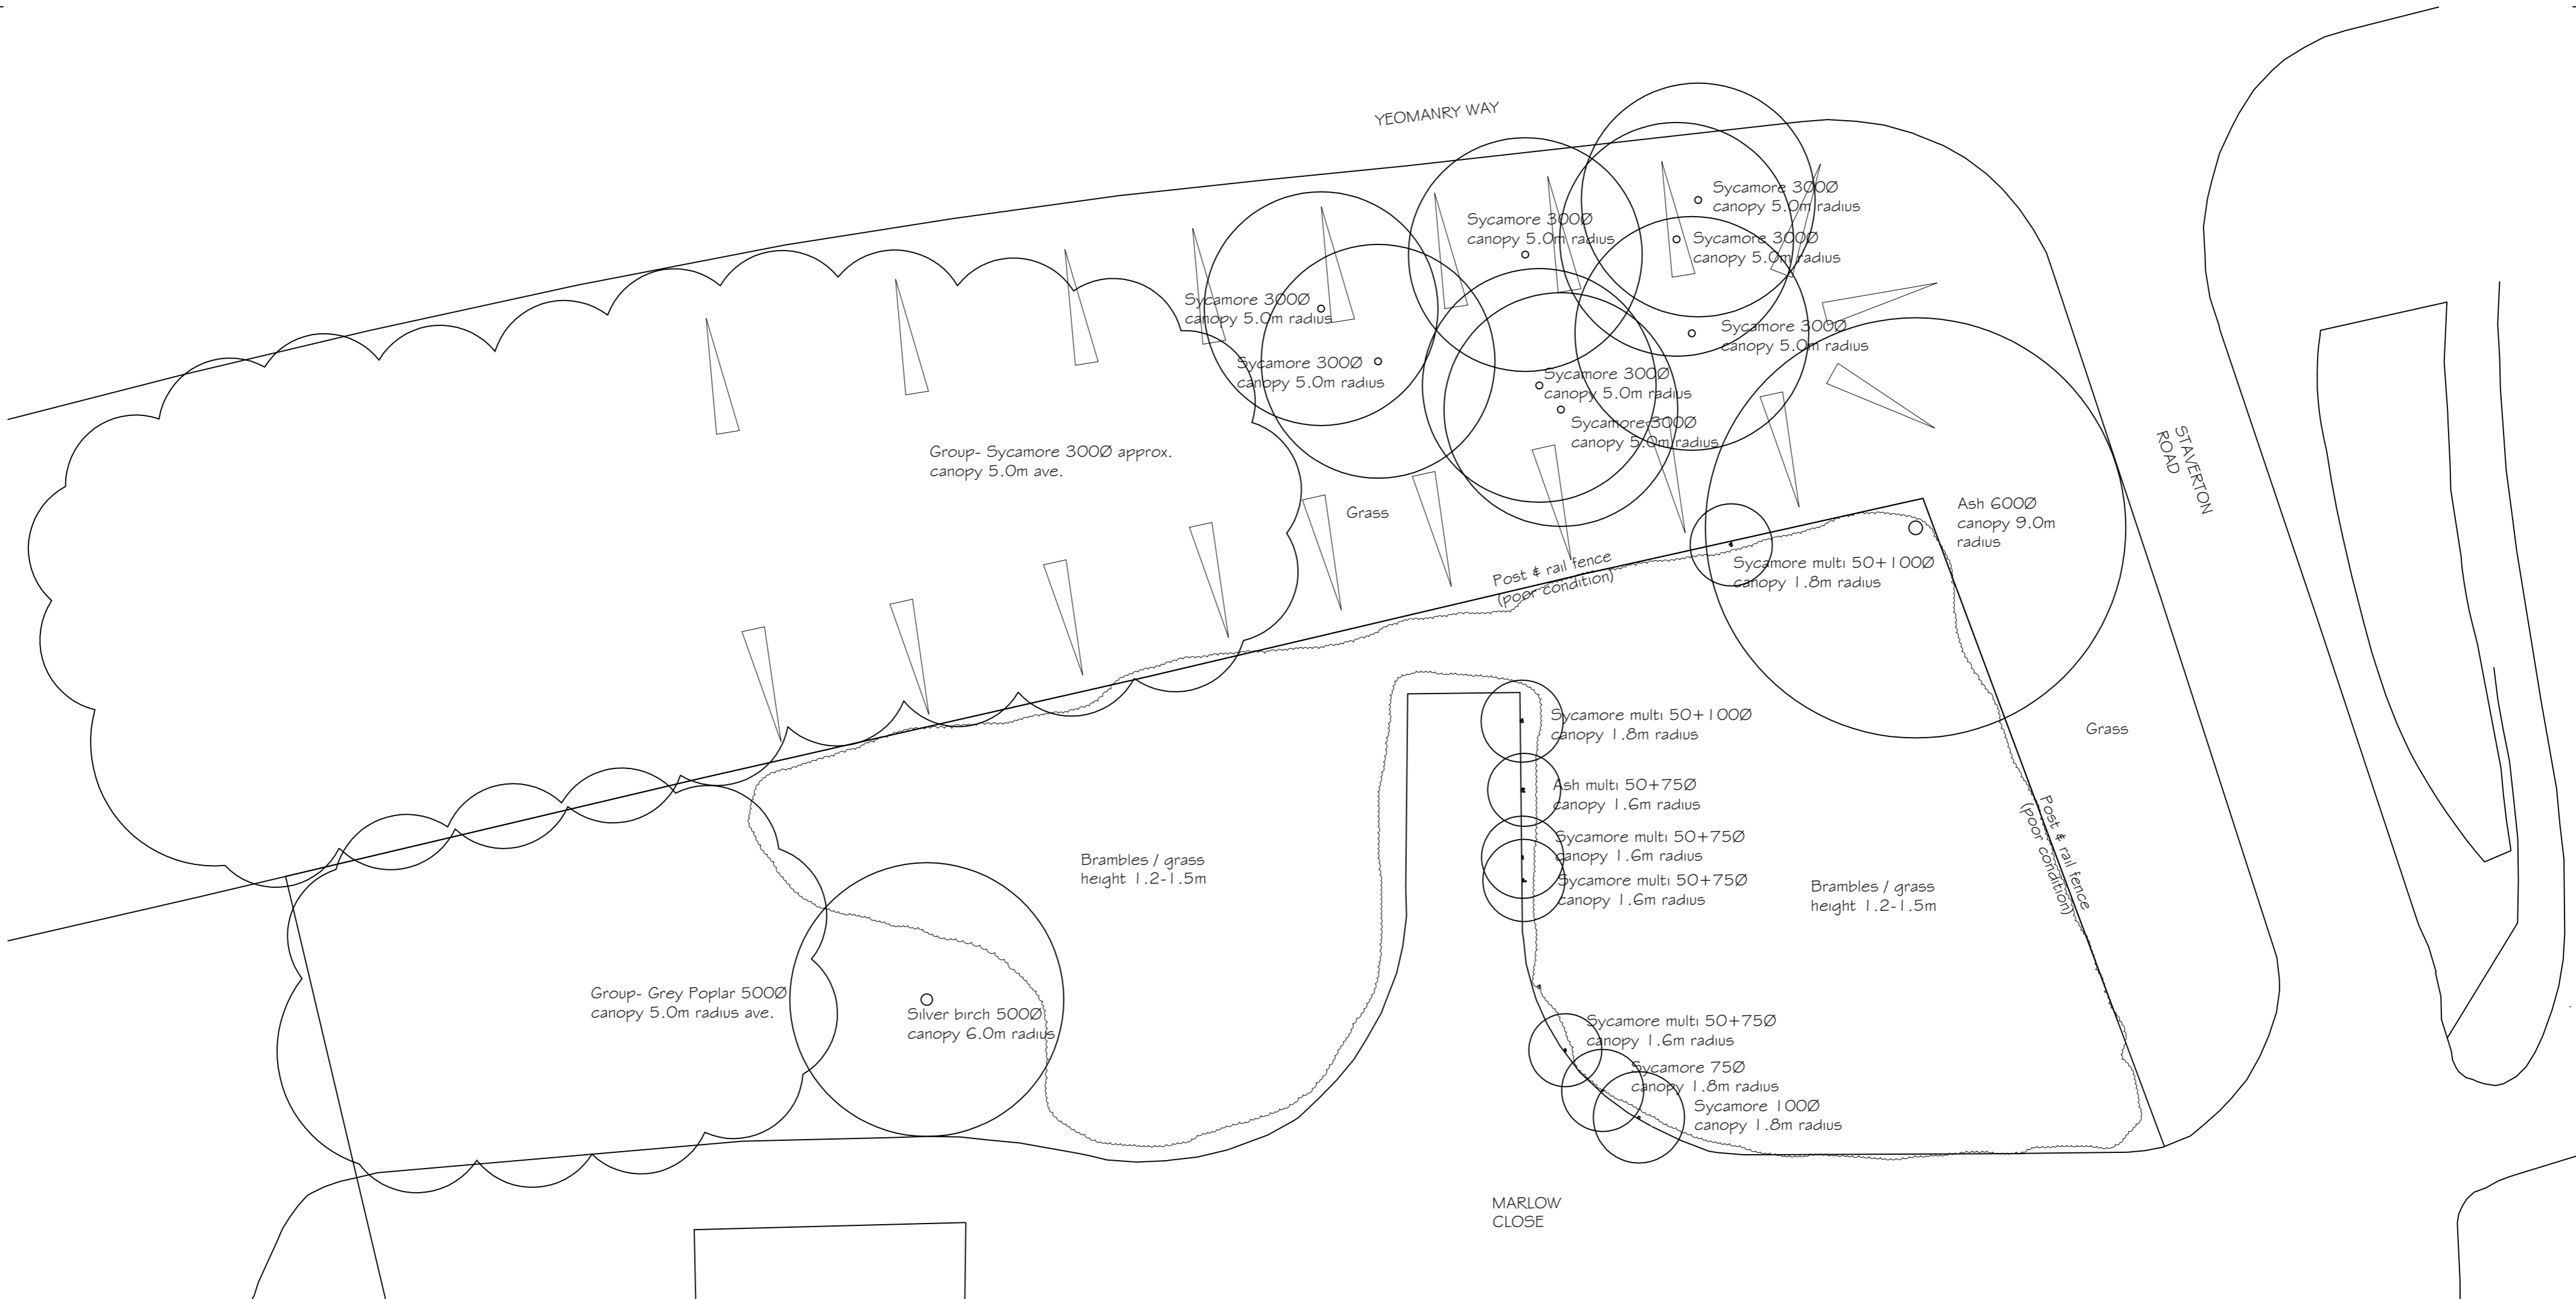 YEOMANRY WAY
Sycamore 300Ø
canopy 5.0m radius
Sycamore 300Ø
canopy 5.0m radius
Sycamore 300Ø
canopy 5.0m radius
Sycamore 300Ø
canopy 5.0m radius
Sycamore 300Ø
canopy 5.0m radius
Sycamore 300Ø
canopy 5.0m radius
Sycamore 300Ø
canopy 5.0m radius
Sycamore 300Ø
canopy 5.0m radius
Group- Sycamore 300Ø approx.
canopy 5.0m ave.
Grass
STAVERTON
ROAD
Ash 600Ø
canopy 9.0m
radius
Post & rail fence
(poor condition)
Sycamore multi 50+100Ø
canopy 1.8m radius
Sycamore multi 50+100Ø
canopy 1.8m radius
Grass
Ash multi 50+75Ø
canopy 1.6m radius
Sycamore multi 50+75Ø
canopy 1.6m radius
Sycamore multi 50+75Ø
canopy 1.6m radius
Post & rail fence
(poor condition)
Brambles / grass
height 1.2-1.5m
Brambles / grass
height 1.2-1.5m
Group- Grey Poplar 500Ø
canopy 5.0m radius ave.
Silver birch 500Ø
canopy 6.0m radius
Sycamore multi 50+75Ø
canopy 1.6m radius
Sycamore 75Ø
canopy 1.8m radius
Sycamore 100Ø
canopy 1.8m radius
MARLOW
CLOSE